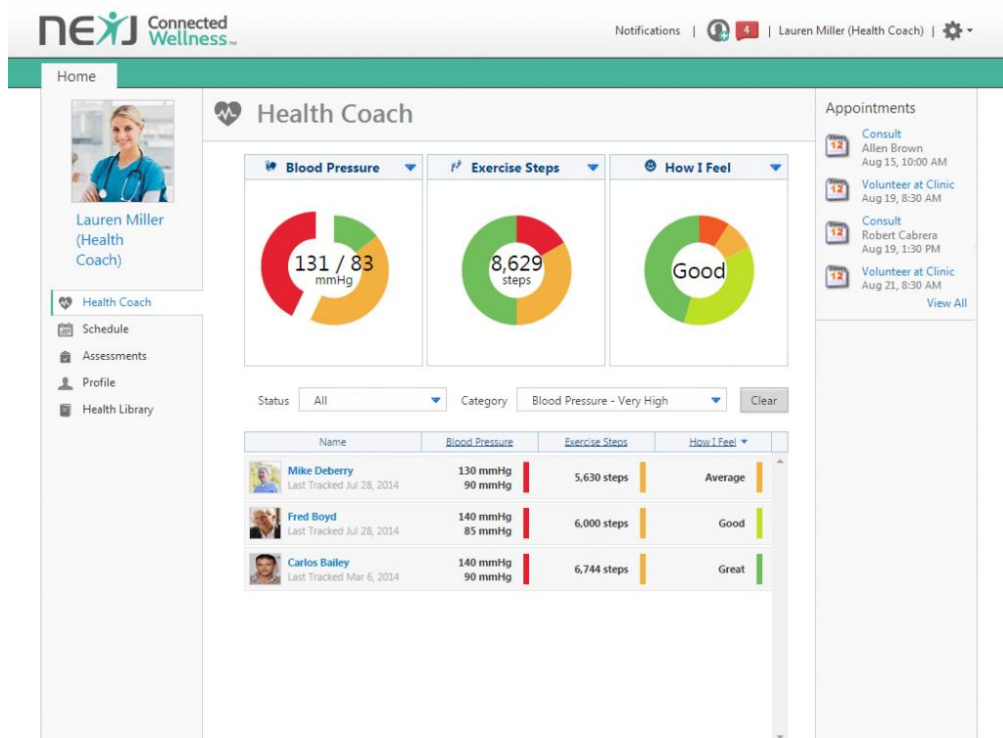 NEXJ Connected
Wellness™
Notifications | 4 | Lauren Miller (Health Coach) |
Home
Lauren Miller
(Health
Coach)
Health Coach
Schedule
Assessments
Profile
Health Library
Health Coach
Blood Pressure
Exercise Steps
How I Feel
131 / 83
mmHg
8,629
steps
Good
Status All Category Blood Pressure - Very High Clear
Name Blood Pressure Exercise Steps How I Feel
Mike Deberry
Last Tracked Jul 28, 2014
130 mmHg
90 mmHg
5,630 steps
Average
Fred Boyd
Last Tracked Jul 28, 2014
140 mmHg
85 mmHg
6,000 steps
Good
Carlos Bailey
Last Tracked Mar 6, 2014
140 mmHg
90 mmHg
6,744 steps
Great
Appointments
12
Consult
Allen Brown
Aug 15, 10:00 AM
12
Volunteer at Clinic
Aug 19, 8:30 AM
12
Consult
Robert Cabrera
Aug 19, 1:30 PM
12
Volunteer at Clinic
Aug 21, 8:30 AM
View All